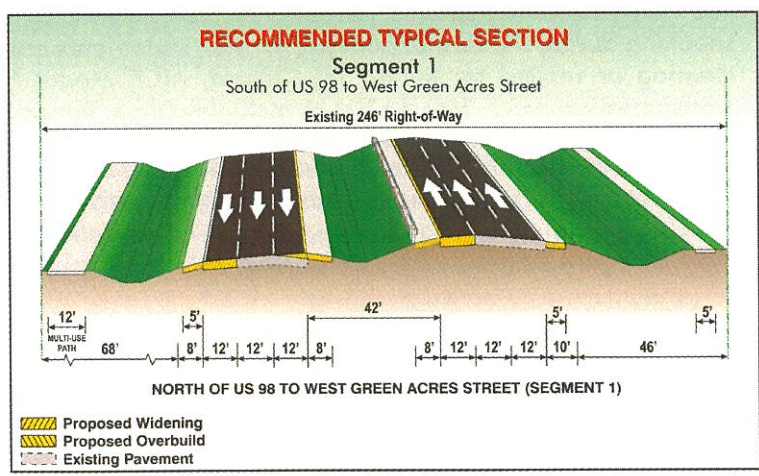 RECOMMENDED TYPICAL SECTION
Segment 1
South of US 98 to West Green Acres Street
Existing 246' Right-of-Way
42'
12' 5' 5' 5'
MULTI-USE
PATH
68' 8' 12' 12' 12' 8' 8' 12' 12' 12' 10' 46'
NORTH OF US 98 TO WEST GREEN ACRES STREET (SEGMENT 1)
Proposed Widening
Proposed Overbuild
Existing Pavement